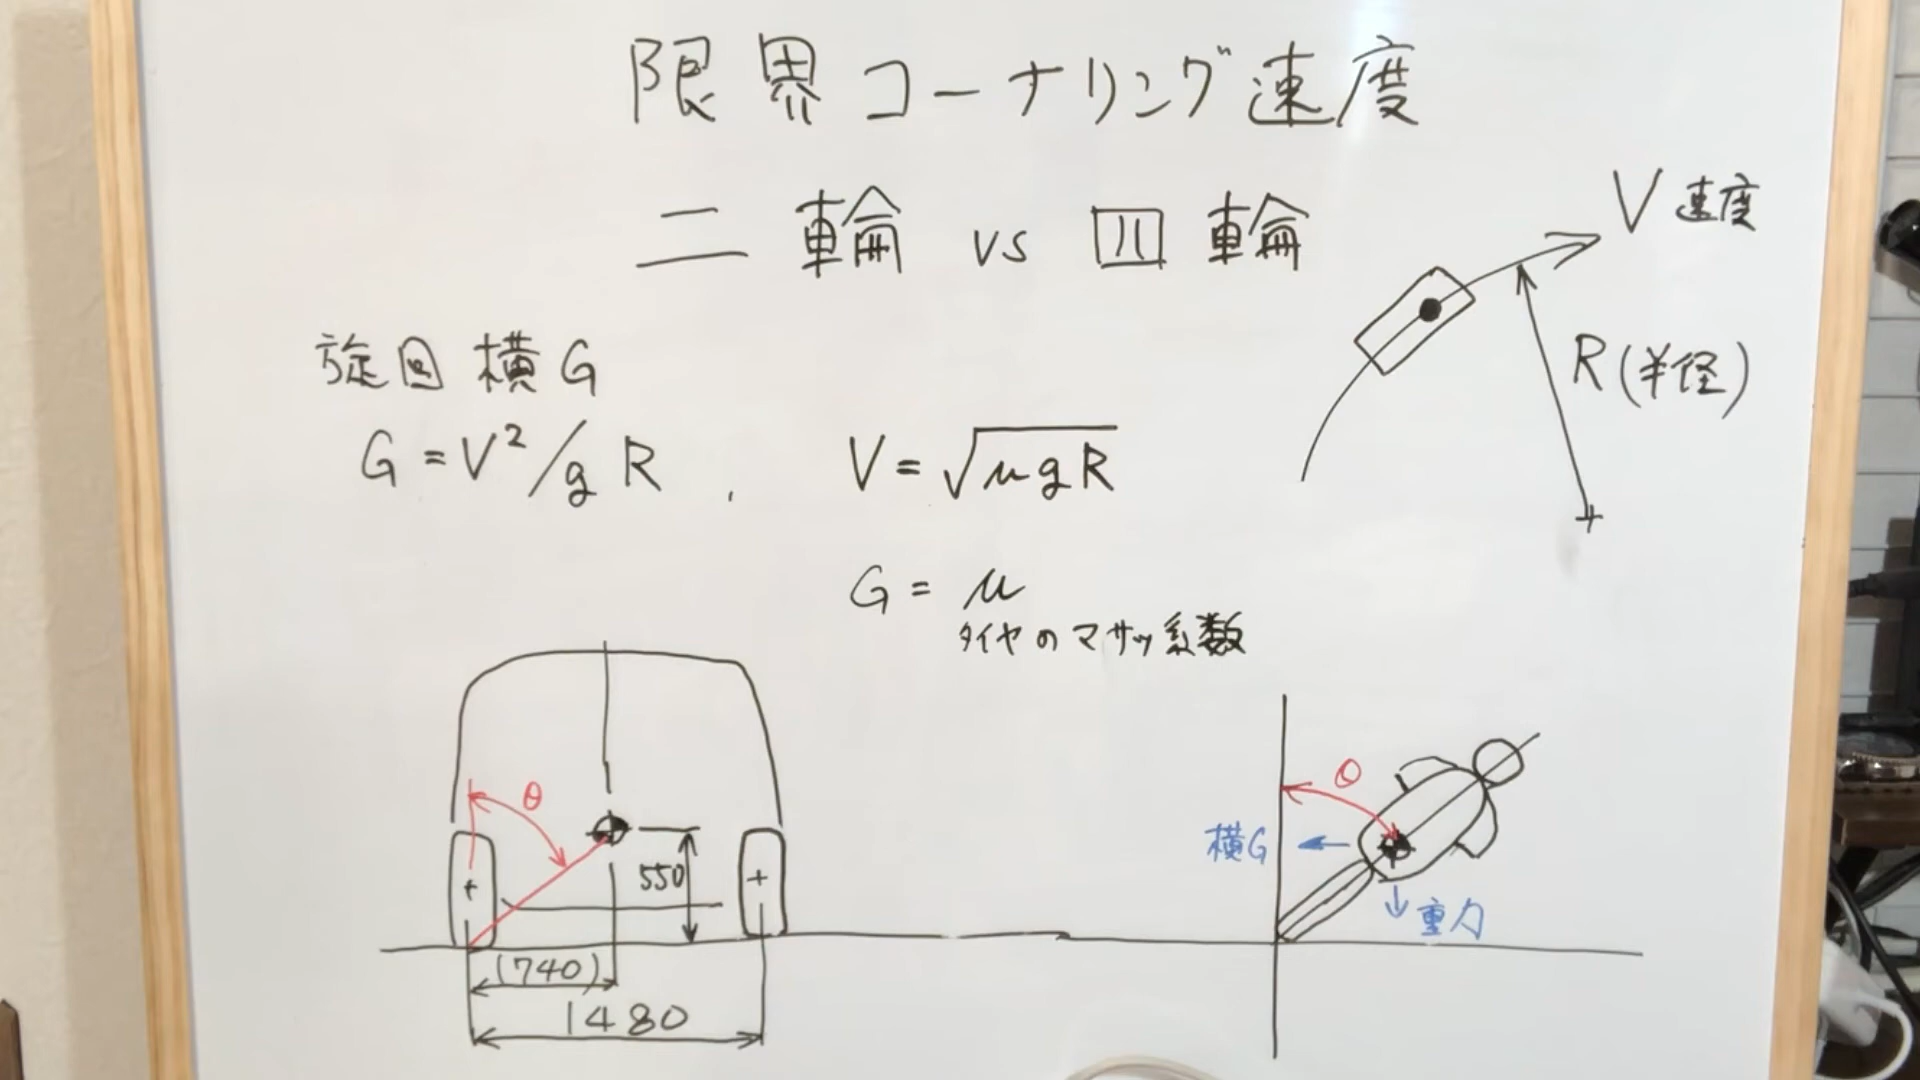 限界コーナリング速度
二輪 vs 四輪
V 速度
R (半径)
旋回横G
G = V²/g R , V = √μgR
G = μ
タイヤのマサツ系数
θ
550
(740)
1480
θ
横G
重力